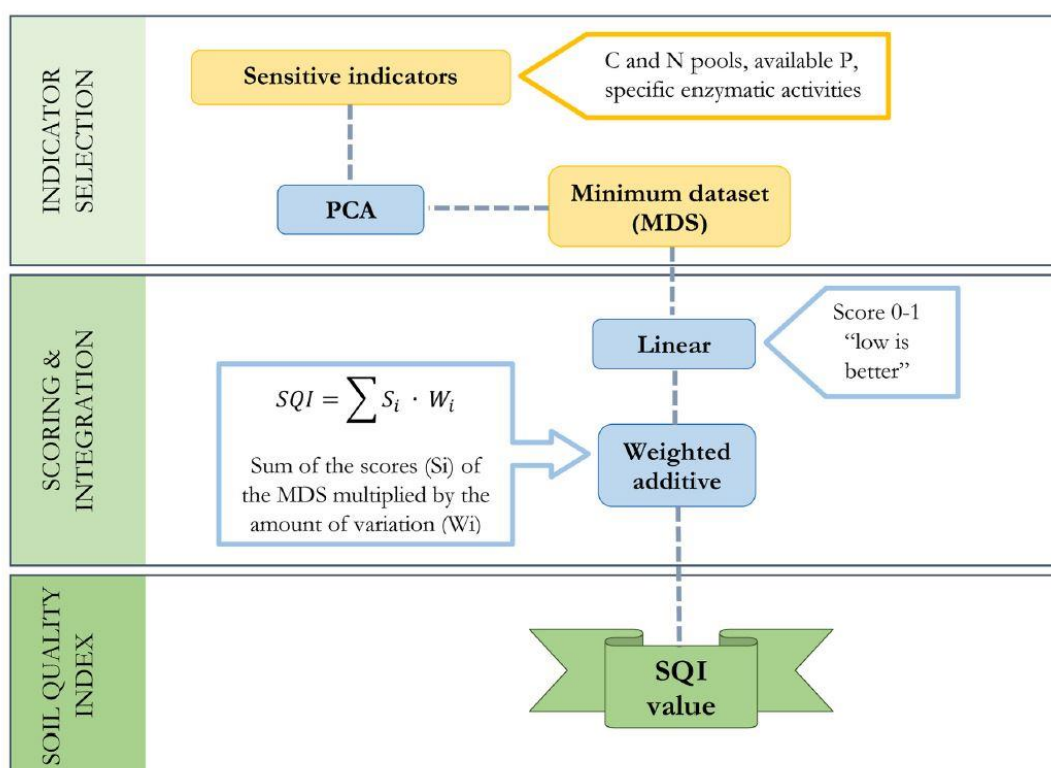 INDICATOR
SELECTION
Sensitive indicators
C and N pools, available P,
specific enzymatic activities
PCA
Minimum dataset
(MDS)
SCORING &
INTEGRATION
Linear
Score 0-1
“low is
better”
SQI = ∑ Si · Wi
Sum of the scores (Si) of
the MDS multiplied by the
amount of variation (Wi)
Weighted
additive
SOIL QUALITY
INDEX
SQI
value